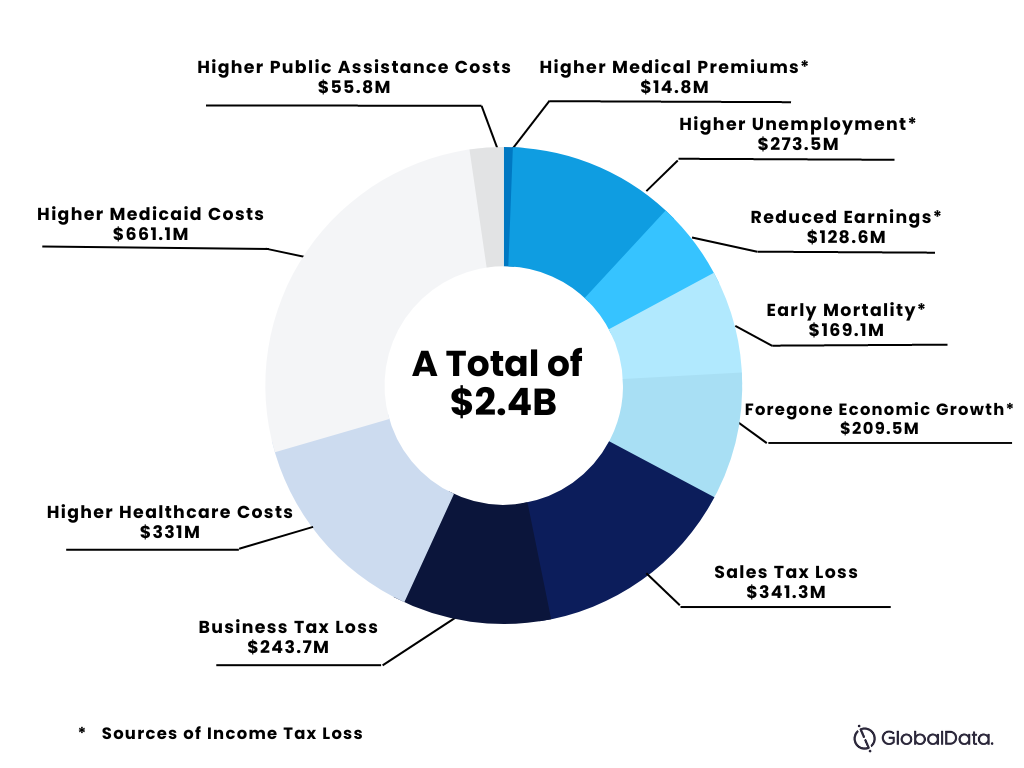 Higher Public Assistance Costs
$55.8M
Higher Medical Premiums*
$14.8M
Higher Unemployment*
$273.5M
Higher Medicaid Costs
$661.1M
Reduced Earnings*
$128.6M
Early Mortality*
$169.1M
A Total of
$2.4B
Foregone Economic Growth*
$209.5M
Higher Healthcare Costs
$331M
Sales Tax Loss
$341.3M
Business Tax Loss
$243.7M
* Sources of Income Tax Loss
GlobalData.